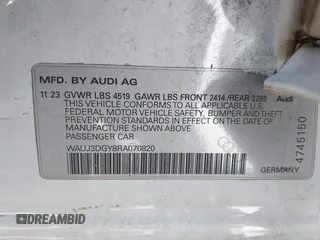 MFD. BY AUDI AG
11 23 GVWR LBS 4519 GAWR LBS FRONT 2414 /REAR 2293 Audi
THIS VEHICLE CONFORMS TO ALL APPLICABLE U.S.
FEDERAL MOTOR VEHICLE SAFETY, BUMPER AND THEFT
PREVENTION STANDARDS IN EFFECT ON THE DATE OF
MANUFACTURE SHOWN ABOVE.
PASSENGER CAR
WAUJ3DGY8RA070820
GERMANY
4745150
DREAMBID